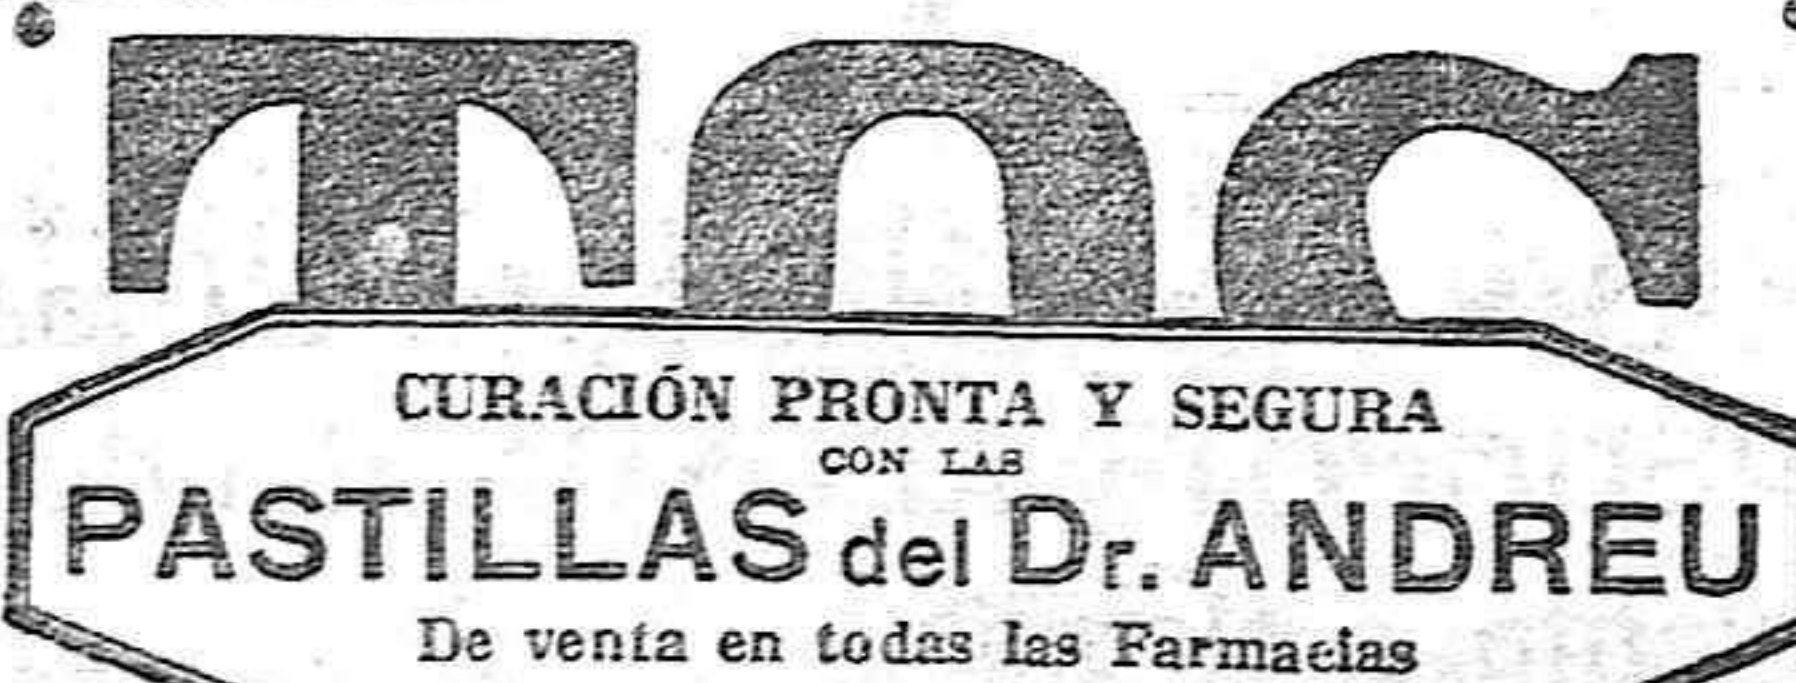 TOS
CURACIÓN PRONTA Y SEGURA
CON LAS
PASTILLAS del Dr. ANDREU
De venta en todas las Farmacias